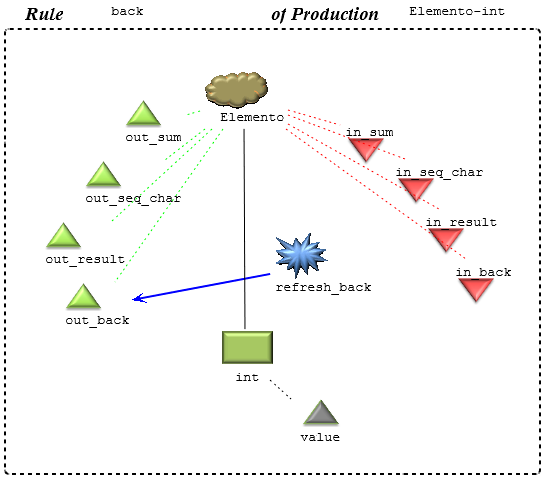 Rule back of Production Elemento-int
Elemento
out_sum
in_sum
out_seq_char
in_seq_char
out_result
in_result
out_back
in_back
refresh_back
int
value